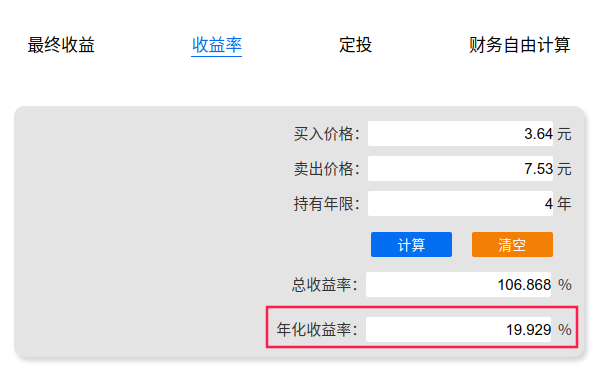 最终收益 收益率 定投 财务自由计算
买入价格： 3.64 元
卖出价格： 7.53 元
持有年限： 4 年
计算 清空
总收益率： 106.868 %
年化收益率： 19.929 %